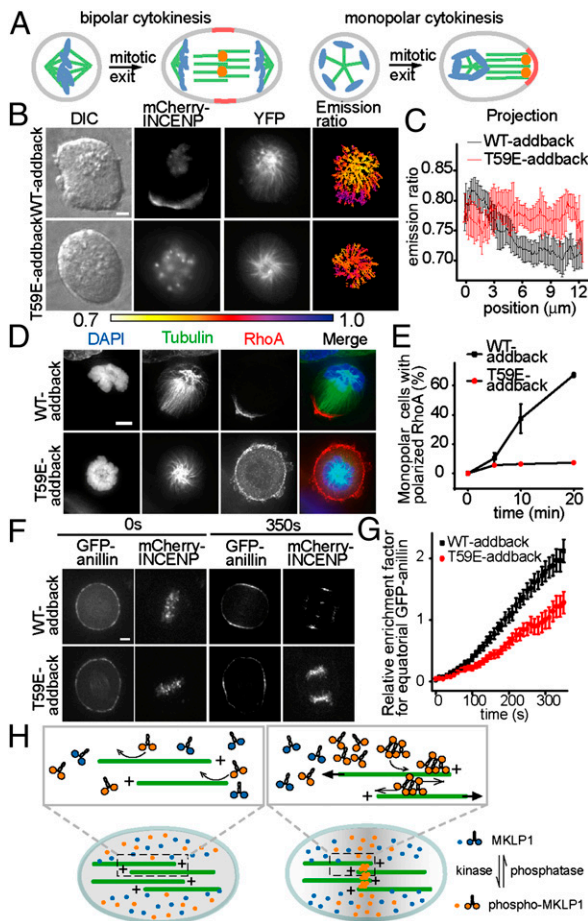 A
bipolar cytokinesis
monopolar cytokinesis
mitotic
exit
mitotic
exit
B
DIC
mCherry-
INCENP
YFP
Emission
ratio
WT-addback
T59E-addback
0.7
1.0
C
Projection
WT-addback
T59E-addback
emission ratio
0.85
0.80
0.75
0.70
0 3 6 9 12
position (μm)
D
DAPI
Tubulin
RhoA
Merge
WT-
addback
T59E-
addback
E
WT-
addback
T59E-
addback
Monopolar cells with
polarized RhoA (%)
60
40
20
0
0 10 20
time (min)
F
0s
350s
GFP-
anillin
mCherry-
INCENP
GFP-
anillin
mCherry-
INCENP
WT-
addback
T59E-
addback
G
WT-addback
T59E-addback
Relative enrichment factor
for equatorial GFP-anillin
2
1
0
0 100 200 300
time (s)
H
+
+
+
+
+
+
+
+
MKLP1
kinase
phosphatase
phospho-MKLP1